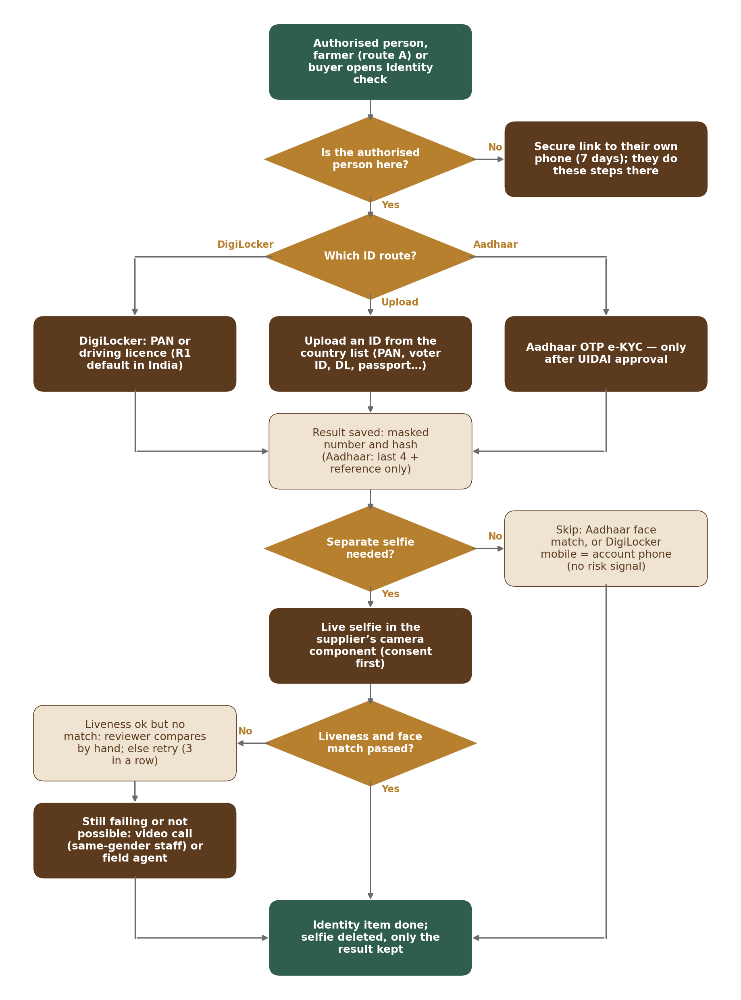 Authorised person,
farmer (route A) or
buyer opens Identity
check
Is the authorised
person here?
No
Secure link to their own
phone (7 days); they do
these steps there
Yes
DigiLocker
Which ID route?
Aadhaar
Upload
DigiLocker: PAN or
driving licence (R1
default in India)
Upload an ID from the
country list (PAN, voter
ID, DL, passport…)
Aadhaar OTP e-KYC — only
after UIDAI approval
Result saved: masked
number and hash
(Aadhaar: last 4 +
reference only)
Separate selfie
needed?
No
Skip: Aadhaar face
match, or DigiLocker
mobile = account phone
(no risk signal)
Yes
Live selfie in the
supplier’s camera
component (consent
first)
Liveness and face
match passed?
No
Liveness ok but no
match: reviewer compares
by hand; else retry (3
in a row)
Yes
Still failing or not
possible: video call
(same-gender staff) or
field agent
Identity item done;
selfie deleted, only the
result kept